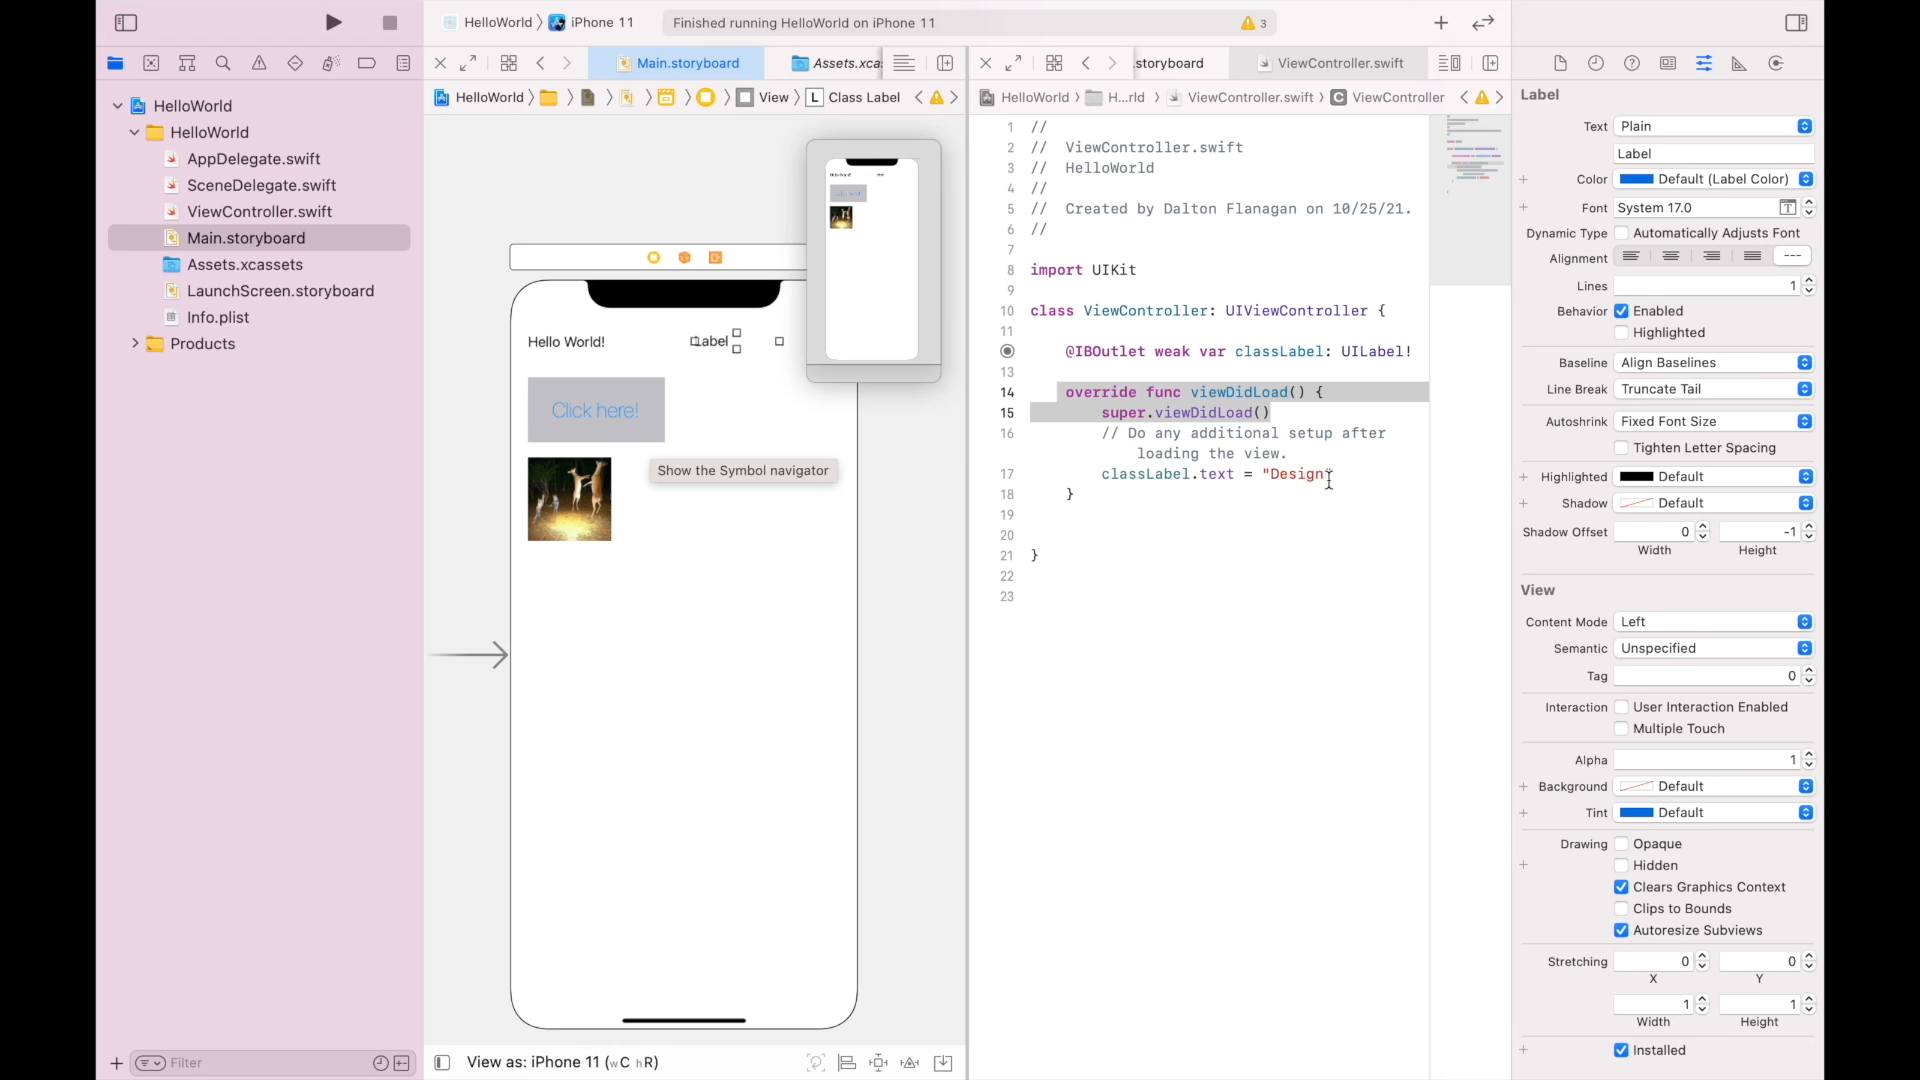 HelloWorld
iPhone 11
Finished running HelloWorld on iPhone 11
3
Main.storyboard
Assets.xca
.storyboard
ViewController.swift
HelloWorld
View
L
Class Label
HelloWorld
H...rld
ViewController.swift
C
ViewController
HelloWorld
HelloWorld
AppDelegate.swift
SceneDelegate.swift
ViewController.swift
Main.storyboard
Assets.xcassets
LaunchScreen.storyboard
Info.plist
Products
Filter
Hello World!
Label
Click here!
Show the Symbol navigator
View as: iPhone 11 (wC hR)
1 //
2 // ViewController.swift
3 // HelloWorld
4 //
5 // Created by Dalton Flanagan on 10/25/21.
6 //
7
8 import UIKit
9
10 class ViewController: UIViewController {
11
@IBOutlet weak var classLabel: UILabel!
13
14 override func viewDidLoad() {
15 super.viewDidLoad()
16 // Do any additional setup after
loading the view.
17 classLabel.text = "Design"
18 }
19
20
21 }
22
23
Label
Text Plain
Label
Color Default (Label Color)
Font System 17.0
T
Dynamic Type Automatically Adjusts Font
Alignment ---
Lines 1
Behavior Enabled
Highlighted
Baseline Align Baselines
Line Break Truncate Tail
Autoshrink Fixed Font Size
Tighten Letter Spacing
Highlighted Default
Shadow Default
Shadow Offset 0 -1
Width Height
View
Content Mode Left
Semantic Unspecified
Tag 0
Interaction User Interaction Enabled
Multiple Touch
Alpha 1
Background Default
Tint Default
Drawing Opaque
Hidden
Clears Graphics Context
Clips to Bounds
Autoresize Subviews
Stretching 0 0
X Y
1 1
Width Height
Installed